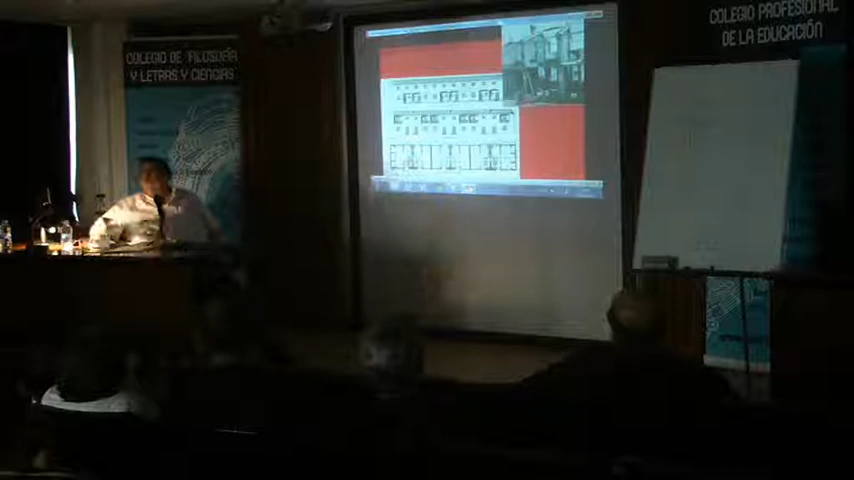 COLEGIO DE FILOSOFÍA
Y LETRAS Y CIENCIAS
COLEGIO PROFESIONAL
DE LA EDUCACIÓN